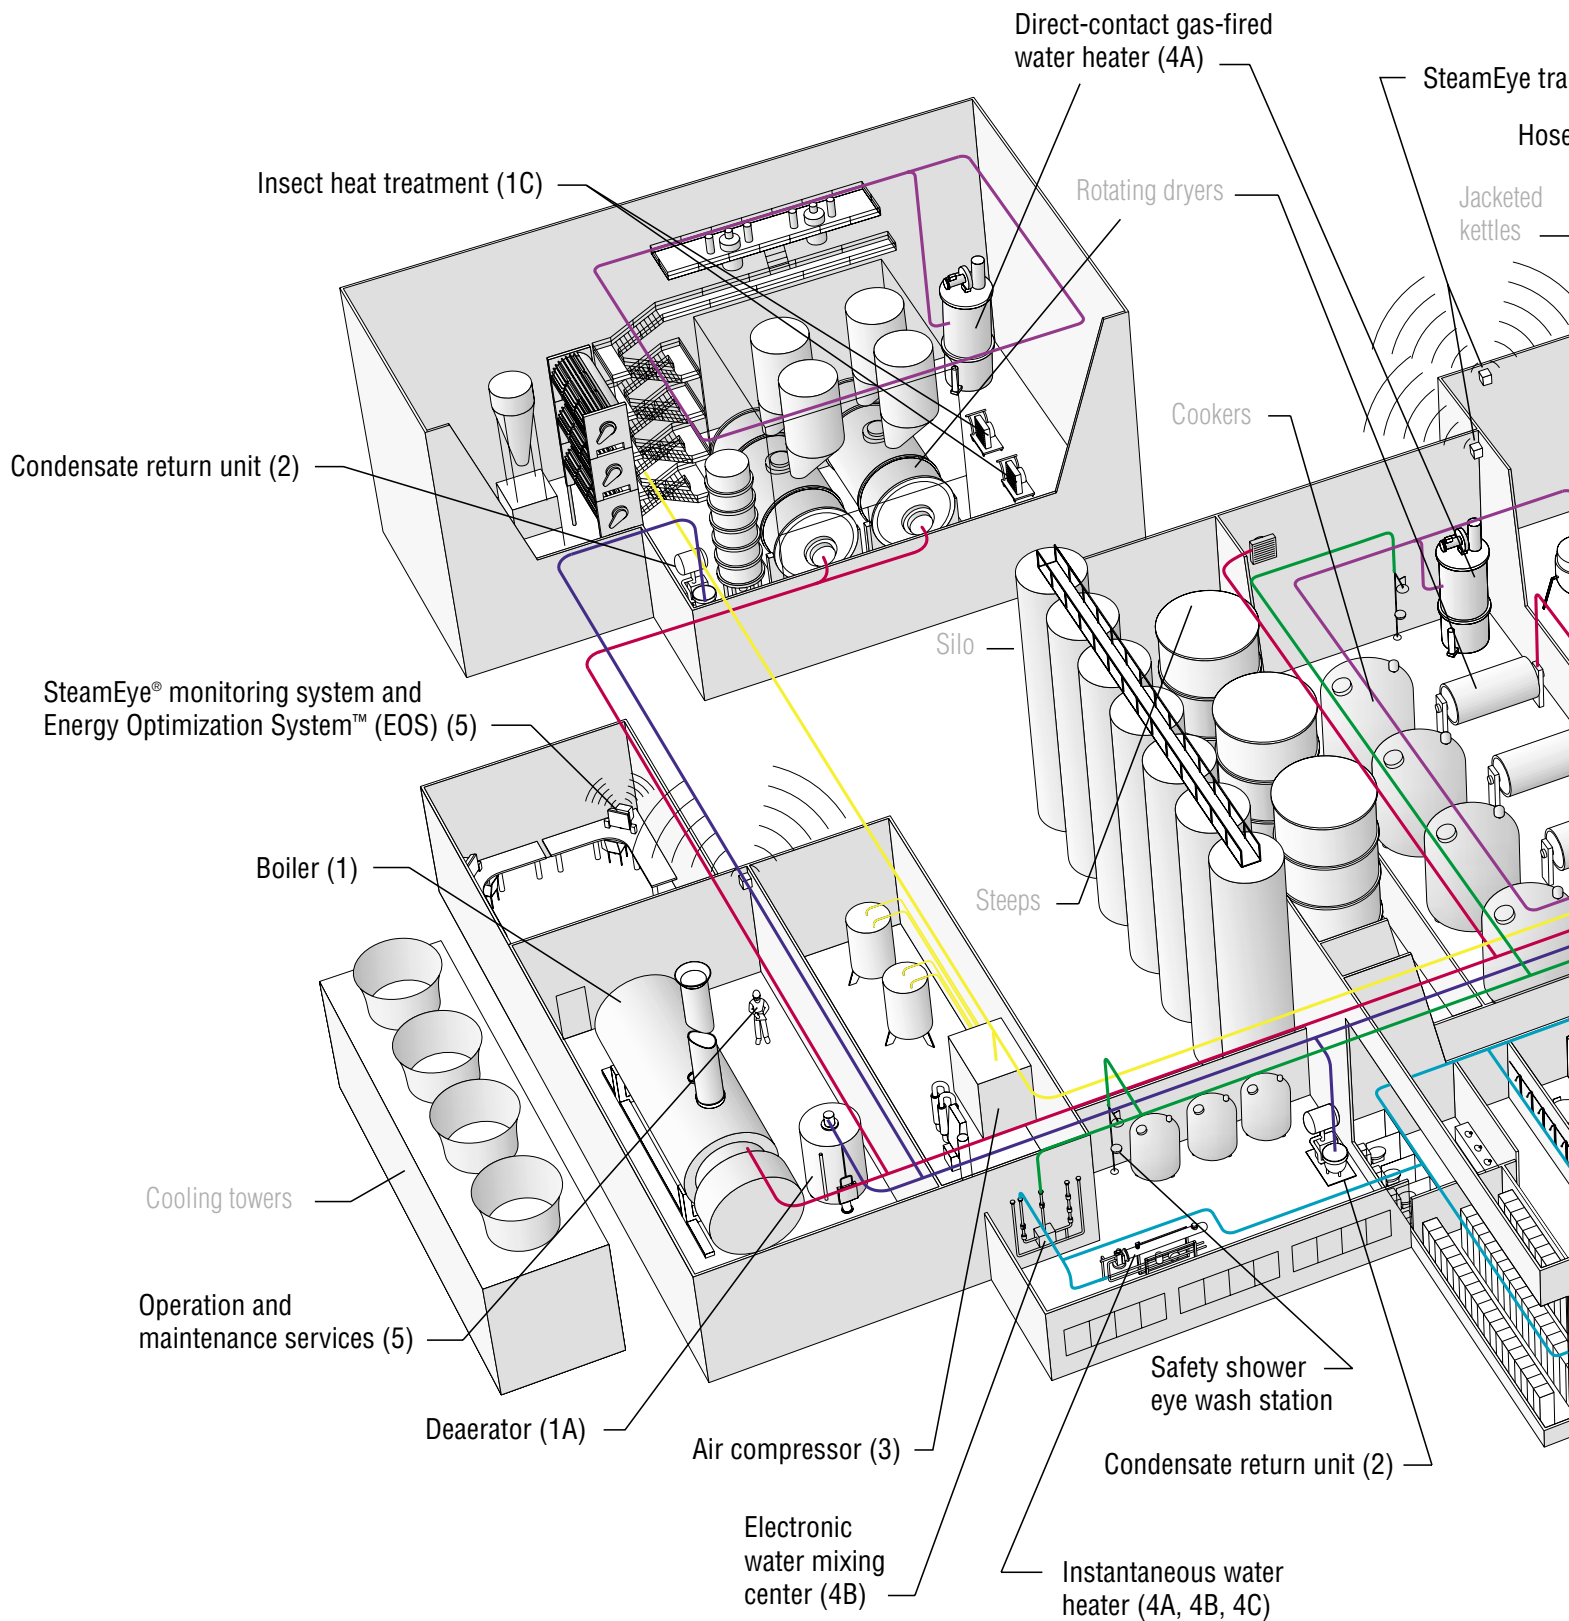 Direct-contact gas-fired
water heater (4A)
SteamEye tra
Hose
Insect heat treatment (1C)
Rotating dryers
Jacketed
kettles
Cookers
Condensate return unit (2)
Silo
SteamEye® monitoring system and
Energy Optimization System™ (EOS) (5)
Boiler (1)
Steeps
Cooling towers
Operation and
maintenance services (5)
Safety shower
eye wash station
Deaerator (1A)
Air compressor (3)
Condensate return unit (2)
Electronic
water mixing
center (4B)
Instantaneous water
heater (4A, 4B, 4C)